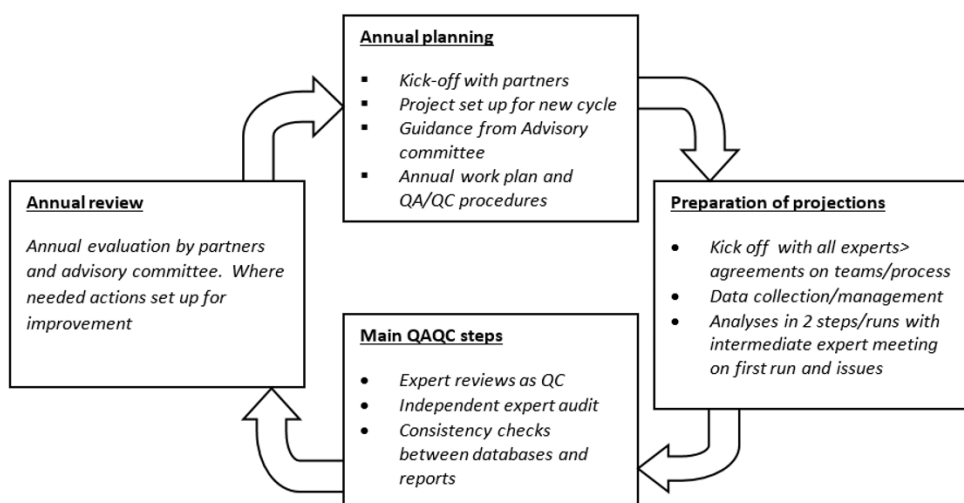 Annual planning
▪ Kick-off with partners
▪ Project set up for new cycle
▪ Guidance from Advisory
committee
▪ Annual work plan and
QA/QC procedures
Preparation of projections
• Kick off with all experts>
agreements on teams/process
• Data collection/management
• Analyses in 2 steps/runs with
intermediate expert meeting
on first run and issues
Main QAQC steps
• Expert reviews as QC
• Independent expert audit
• Consistency checks
between databases and
reports
Annual review
Annual evaluation by partners
and advisory committee. Where
needed actions set up for
improvement